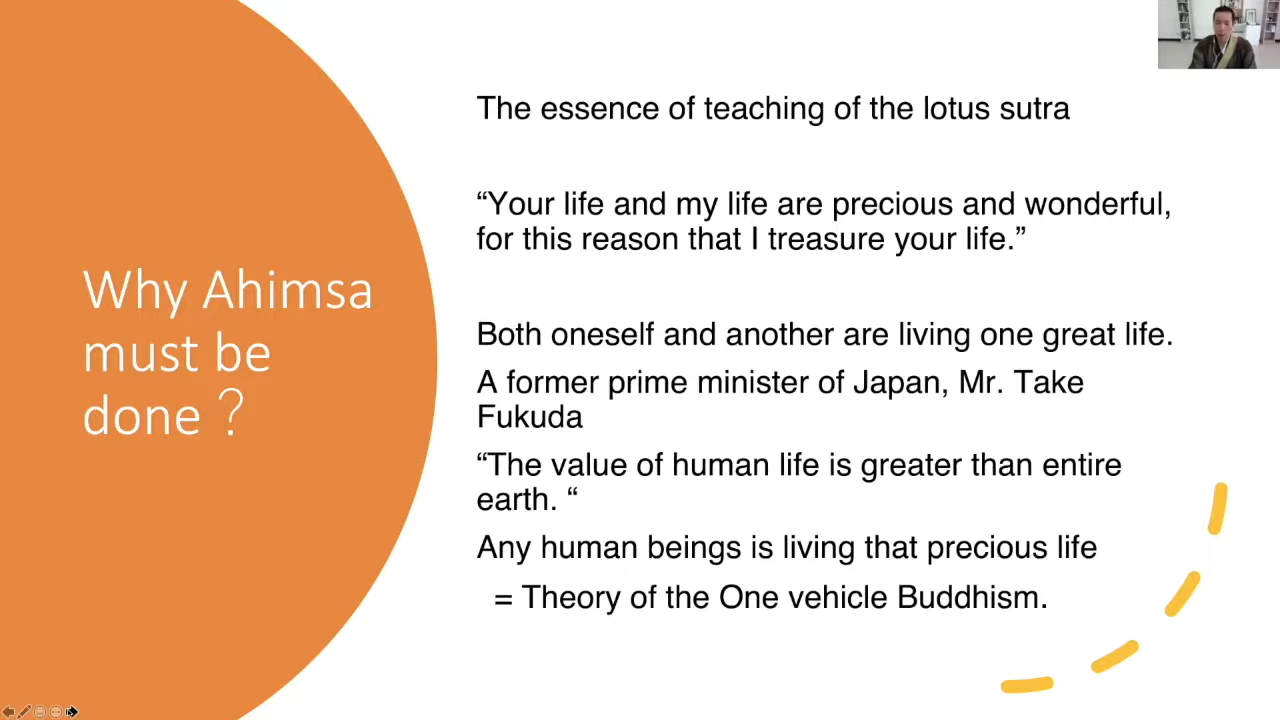 Why Ahimsa
must be
done？
The essence of teaching of the lotus sutra
“Your life and my life are precious and wonderful,
for this reason that I treasure your life.”
Both oneself and another are living one great life.
A former prime minister of Japan, Mr. Take
Fukuda
“The value of human life is greater than entire
earth. “
Any human beings is living that precious life
= Theory of the One vehicle Buddhism.